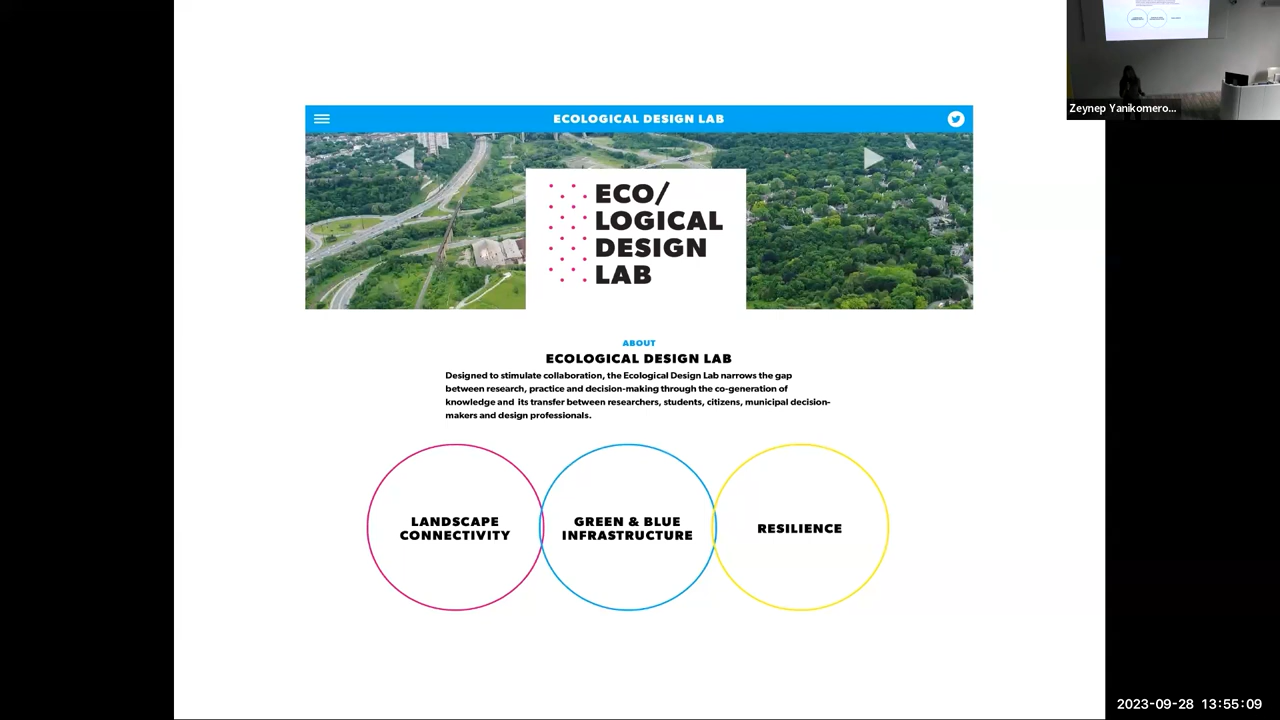 ECOLOGICAL DESIGN LAB
ECO/
LOGICAL
DESIGN
LAB
ABOUT
ECOLOGICAL DESIGN LAB
Designed to stimulate collaboration, the Ecological Design Lab narrows the gap
between research, practice and decision-making through the co-generation of
knowledge and its transfer between researchers, students, citizens, municipal decision-
makers and design professionals.
LANDSCAPE
CONNECTIVITY
GREEN & BLUE
INFRASTRUCTURE
RESILIENCE
Zeynep Yanikomero...
2023-09-28 13:55:09